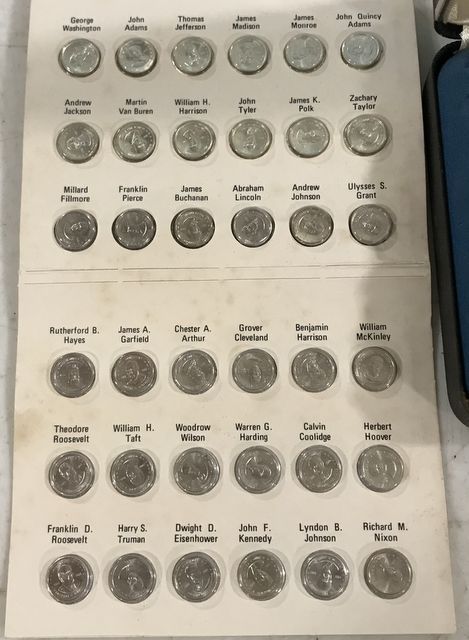 George John Thomas James James John Quincy
Washington Adams Jefferson Madison Monroe Adams
Andrew Martin William H. John James K. Zachary
Jackson Van Buren Harrison Tyler Polk Taylor
Millard Franklin James Abraham Andrew Ulysses S.
Fillmore Pierce Buchanan Lincoln Johnson Grant
Rutherford B. James A. Chester A. Grover Benjamin William
Hayes Garfield Arthur Cleveland Harrison McKinley
Theodore William H. Woodrow Warren G. Calvin Herbert
Roosevelt Taft Wilson Harding Coolidge Hoover
Franklin D. Harry S. Dwight D. John F. Lyndon B. Richard M.
Roosevelt Truman Eisenhower Kennedy Johnson Nixon